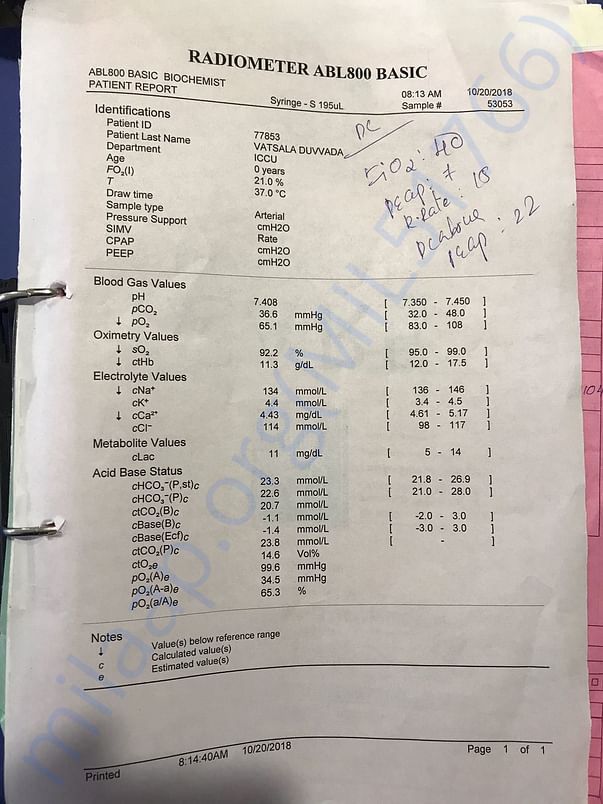 RADIOMETER ABL800 BASIC
ABL800 BASIC BIOCHEMIST
PATIENT REPORT
Syringe - S 195uL
08:13 AM 10/20/2018
Sample # 53053
Identifications
Patient ID 77853
Patient Last Name VATSALA DUVVADA
Department ICCU
Age 0 years
FO₂(I) 21.0 %
T 37.0 °C
Draw time
Sample type Arterial
Pressure Support cmH2O
SIMV Rate
CPAP cmH2O
PEEP cmH2O
DC
FiO2: 40
Peep: 7
R.Rate: 18
PC above
peep: 22
Blood Gas Values
pH 7.408 [ 7.350 - 7.450 ]
pCO₂ 36.6 mmHg [ 32.0 - 48.0 ]
↓ pO₂ 65.1 mmHg [ 83.0 - 108 ]
Oximetry Values
↓ sO₂ 92.2 % [ 95.0 - 99.0 ]
↓ ctHb 11.3 g/dL [ 12.0 - 17.5 ]
Electrolyte Values
↓ cNa⁺ 134 mmol/L [ 136 - 146 ]
cK⁺ 4.4 mmol/L [ 3.4 - 4.5 ]
↓ cCa²⁺ 4.43 mg/dL [ 4.61 - 5.17 ]
cCl⁻ 114 mmol/L [ 98 - 117 ]
Metabolite Values
cLac 11 mg/dL [ 5 - 14 ]
Acid Base Status
cHCO₃⁻(P,st)c 23.3 mmol/L [ 21.8 - 26.9 ]
cHCO₃⁻(P)c 22.6 mmol/L [ 21.0 - 28.0 ]
ctCO₂(B)c 20.7 mmol/L
cBase(B)c -1.1 mmol/L [ -2.0 - 3.0 ]
cBase(Ecf)c -1.4 mmol/L [ -3.0 - 3.0 ]
ctCO₂(P)c 23.8 mmol/L [ - ]
ctO₂e 14.6 Vol%
pO₂(A)e 99.6 mmHg
pO₂(A-a)e 34.5 mmHg
pO₂(a/A)e 65.3 %
Notes
↓ Value(s) below reference range
c Calculated value(s)
e Estimated value(s)
Printed 8:14:40AM 10/20/2018
Page 1 of 1
104
milaap.org(MIL517766)